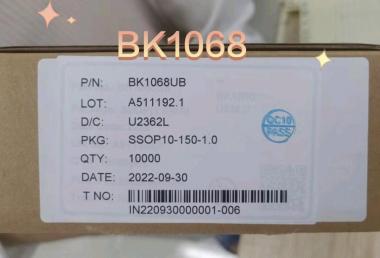 BK1068
P/N: BK1068UB
LOT: A511192.1
D/C: U2362L
PKG: SSOP10-150-1.0
QTY: 10000
DATE: 2022-09-30
T NO:
IN220930000001-006
QC10
PASS